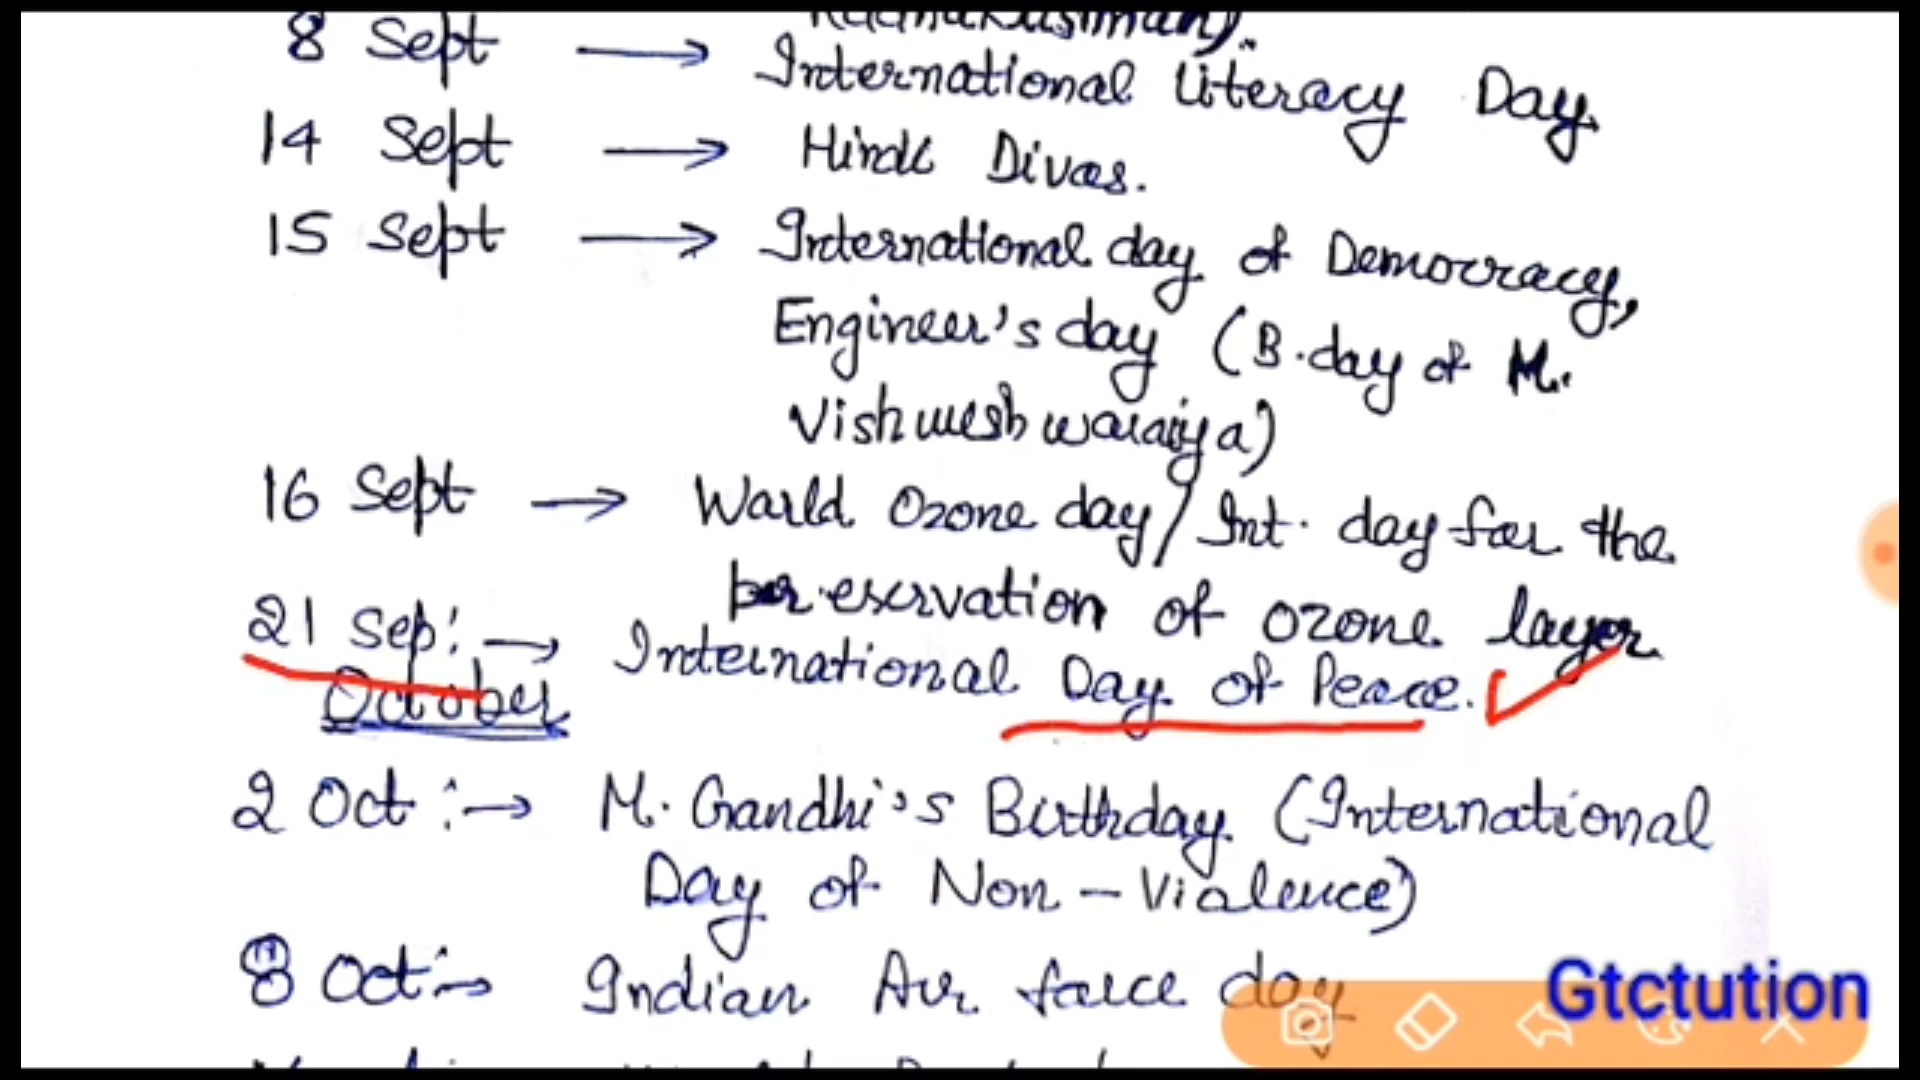 8 Sept → International Literacy Day
14 Sept → Hindi Divas.
15 Sept → International day of Democracy,
Engineer's day (B.day of M.
Vishweshwaraiya)
16 Sept → World Ozone day/Int. day for the
preservation of ozone layer
21 Sep: → International Day of Peace.
October
2 Oct :→ M. Gandhi's Birthday (International
Day of Non-Violence)
8 Oct:→ Indian Air force day
Gtctution